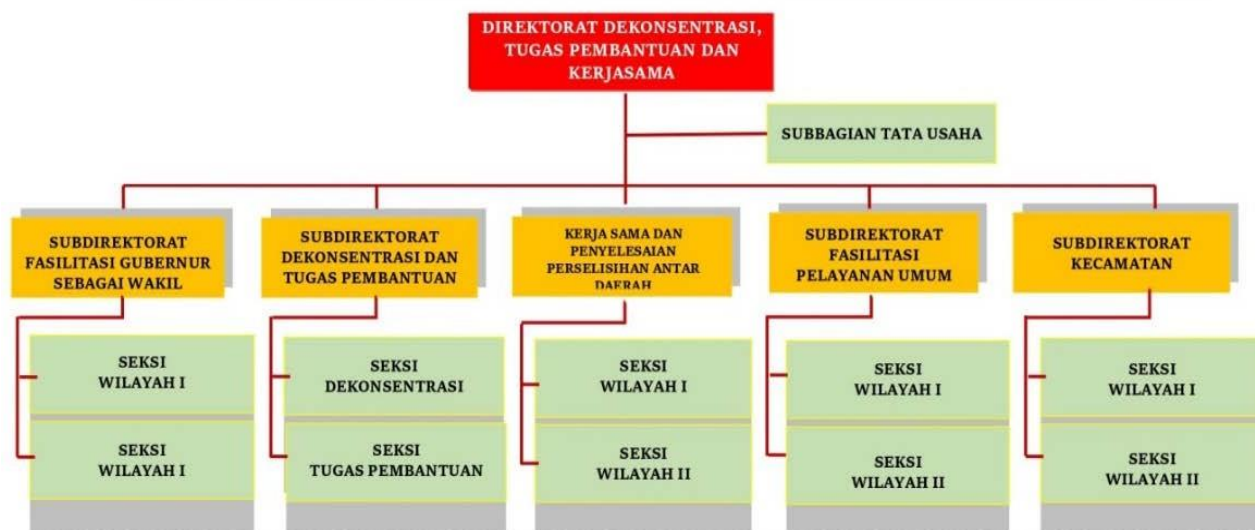 DIREKTORAT DEKONSENTRASI,
TUGAS PEMBANTUAN DAN
KERJASAMA
SUBBAGIAN TATA USAHA
SUBDIREKTORAT
FASILITASI GUBERNUR
SEBAGAI WAKIL
SUBDIREKTORAT
DEKONSENTRASI DAN
TUGAS PEMBANTUAN
KERJA SAMA DAN
PENYELESAIAN
PERSELISIHAN ANTAR
DAERAH
SUBDIREKTORAT
FASILITASI
PELAYANAN UMUM
SUBDIREKTORAT
KECAMATAN
SEKSI
WILAYAH I
SEKSI
WILAYAH I
SEKSI
DEKONSENTRASI
SEKSI
TUGAS PEMBANTUAN
SEKSI
WILAYAH I
SEKSI
WILAYAH II
SEKSI
WILAYAH I
SEKSI
WILAYAH II
SEKSI
WILAYAH I
SEKSI
WILAYAH II